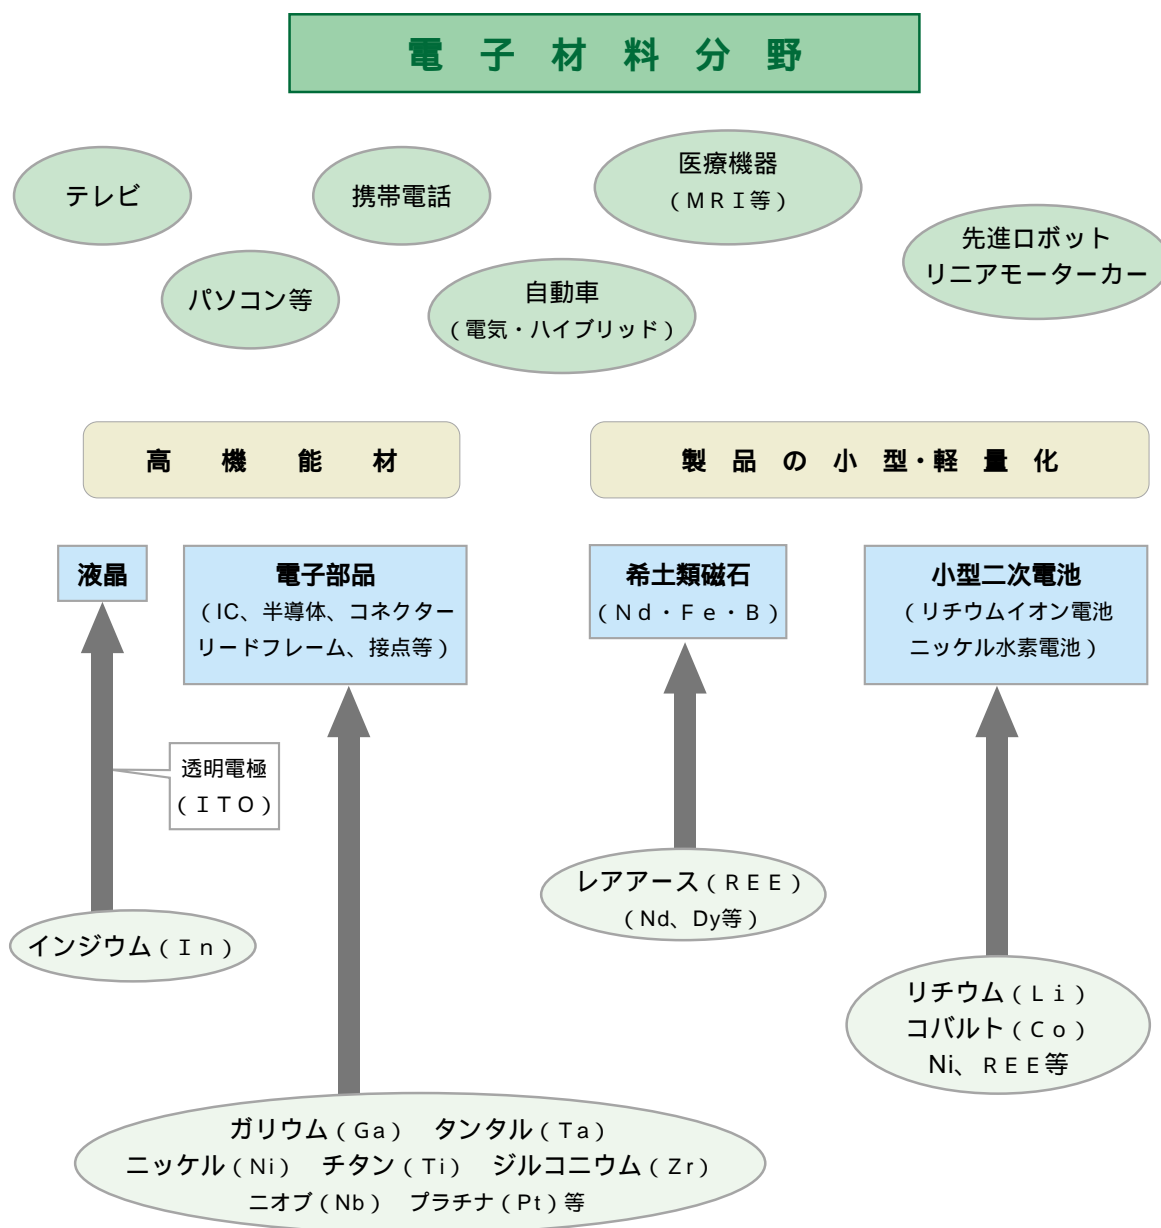 電子材料分野
テレビ
携帯電話
医療機器
（ＭＲＩ等）
先進ロボット
リニアモーターカー
パソコン等
自動車
（電気・ハイブリッド）
高機能材
製品の小型・軽量化
液晶
電子部品
（IC、半導体、コネクター
リードフレーム、接点等）
希土類磁石
（Ｎｄ・Ｆｅ・Ｂ）
小型二次電池
（リチウムイオン電池
ニッケル水素電池）
透明電極
（ＩＴＯ）
レアアース（ＲＥＥ）
（Nd、Dy等）
インジウム（Ｉｎ）
リチウム（Ｌｉ）
コバルト（Ｃｏ）
Ni、ＲＥＥ等
ガリウム（Ga）　タンタル（Ta）
ニッケル（Ni）　チタン（Ti）　ジルコニウム（Zr）
ニオブ（Nb）　プラチナ（Pt）等